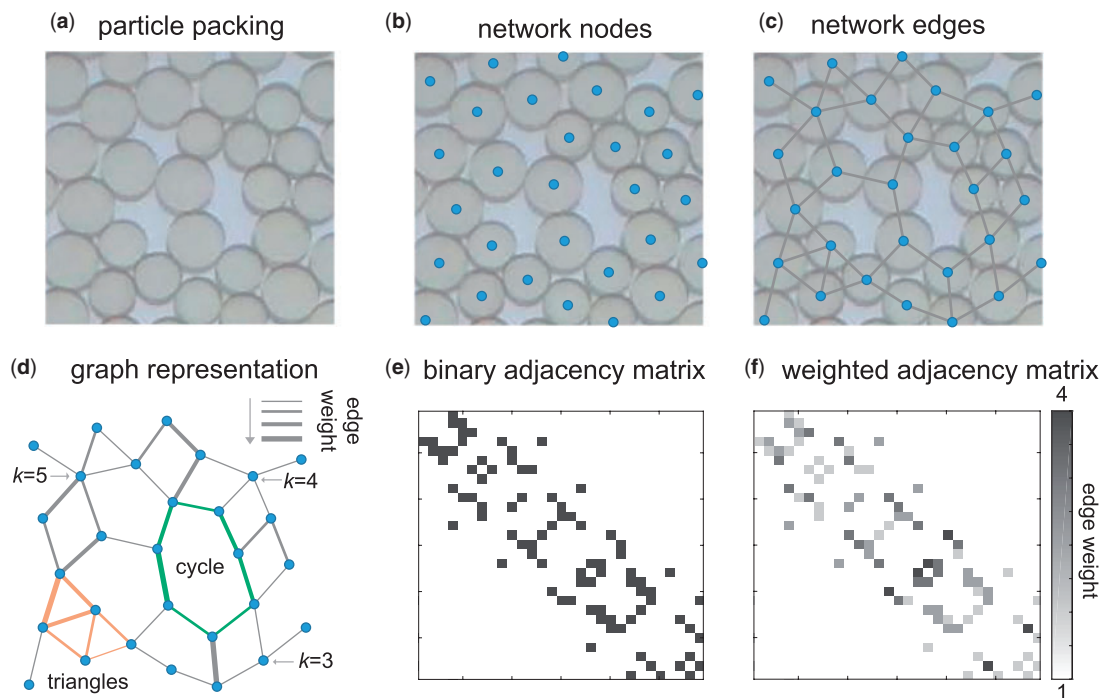 (a) particle packing
(b) network nodes
(c) network edges
(d) graph representation
edge
weight
k=5
k=4
cycle
triangles
k=3
(e) binary adjacency matrix
(f) weighted adjacency matrix
4
edge weight
1